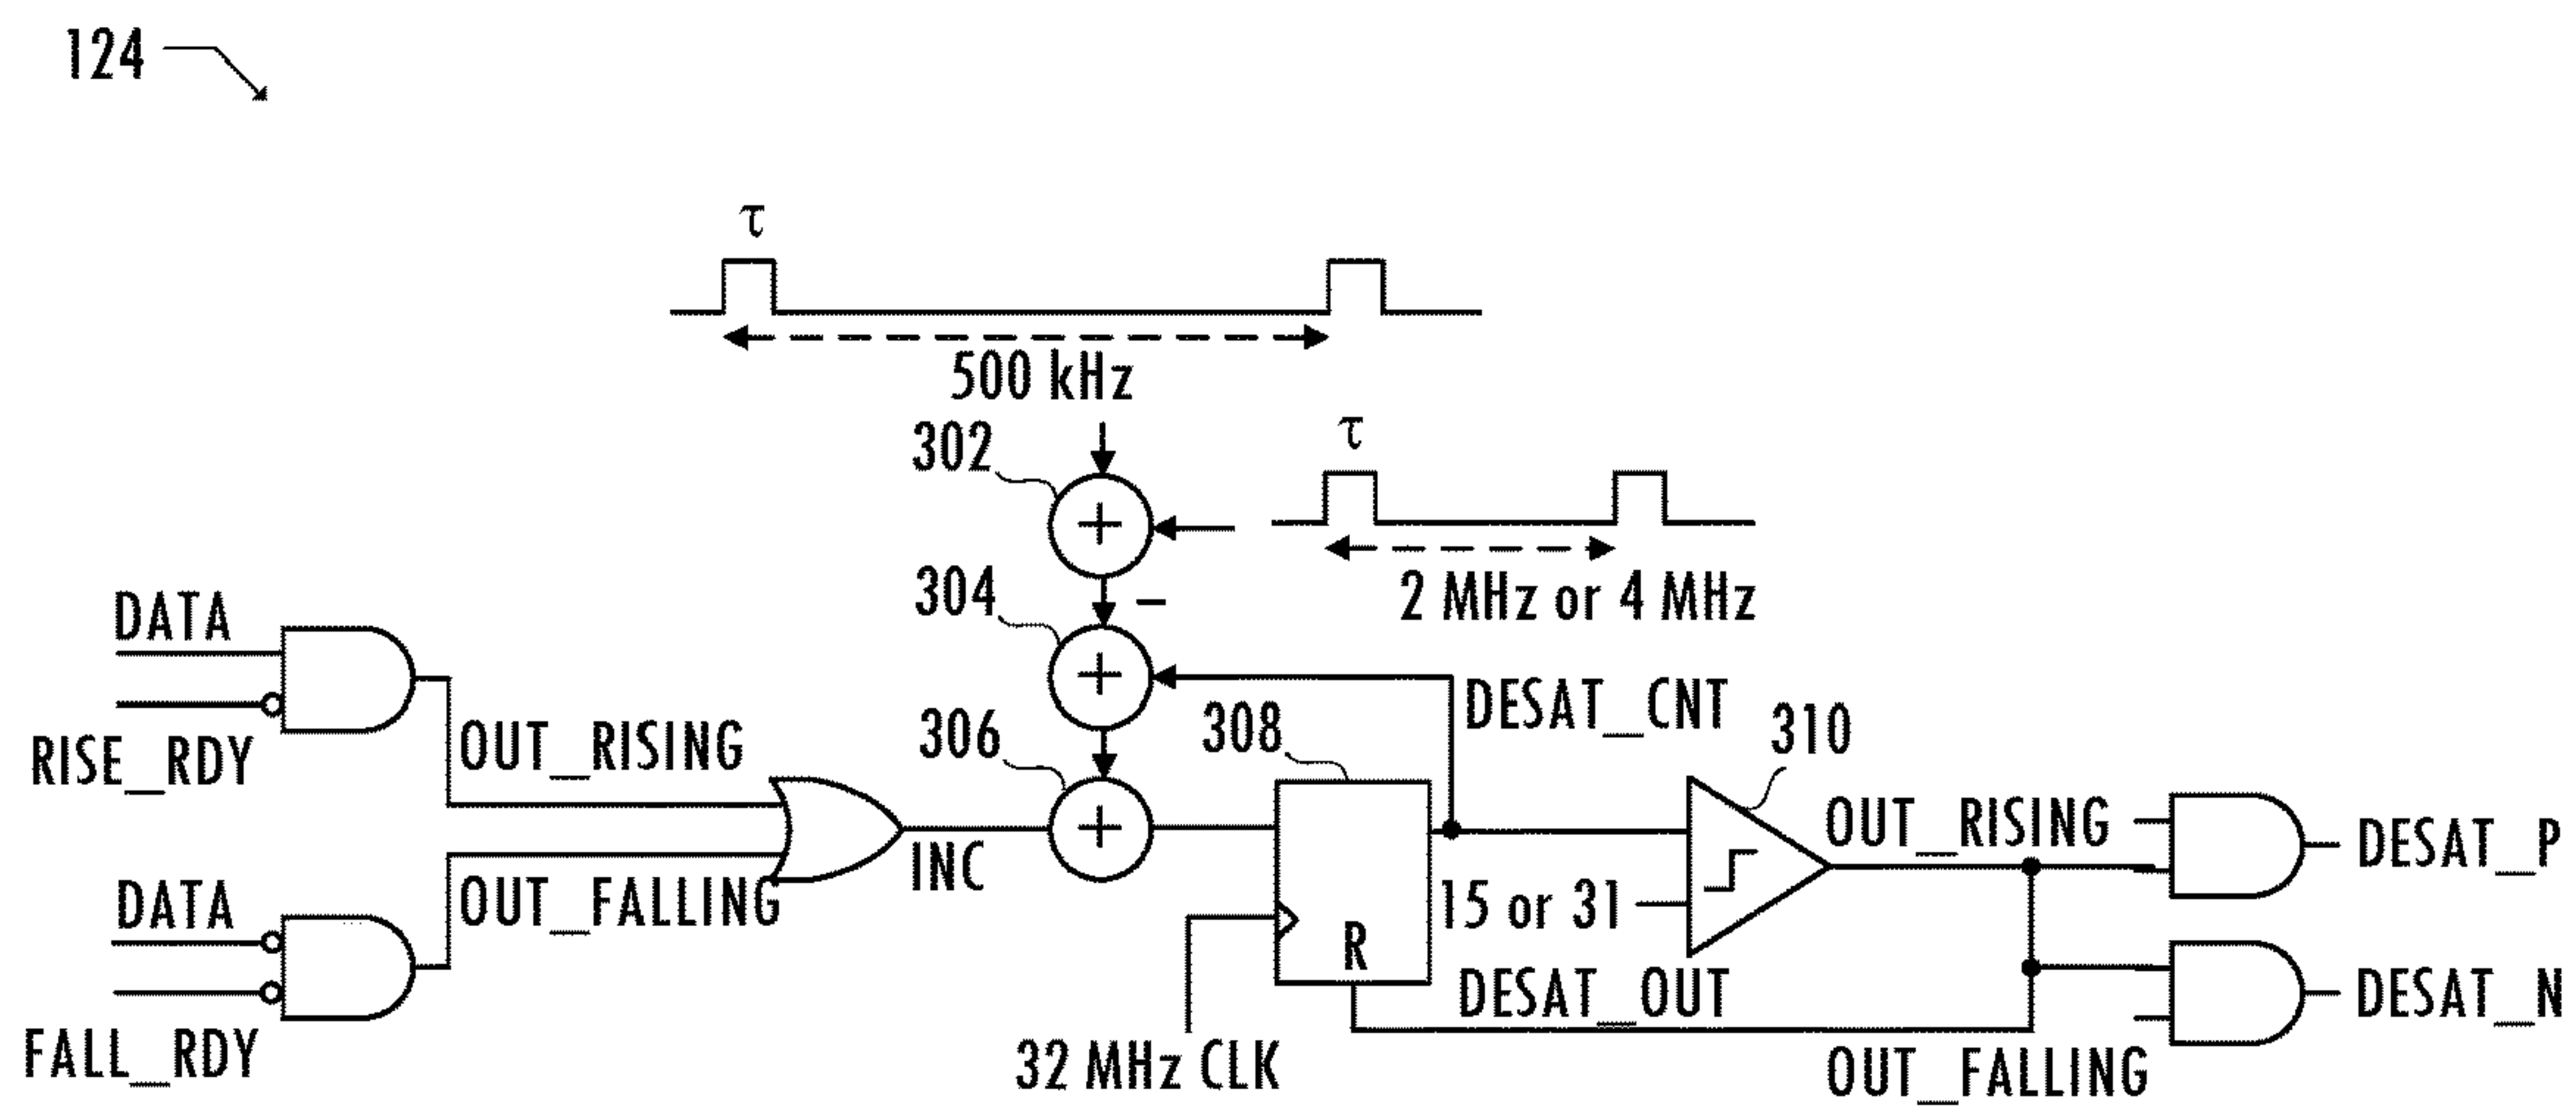 124
τ
500 kHz
302
τ
2 MHz or 4 MHz
304
DATA
RISE_RDY
OUT_RISING
306
308
DESAT_CNT
310
+
+
+
INC
OUT_RISING
DESAT_P
DATA
OUT_FALLING
15 or 31
R
DESAT_OUT
DESAT_N
FALL_RDY
32 MHz CLK
OUT_FALLING
−